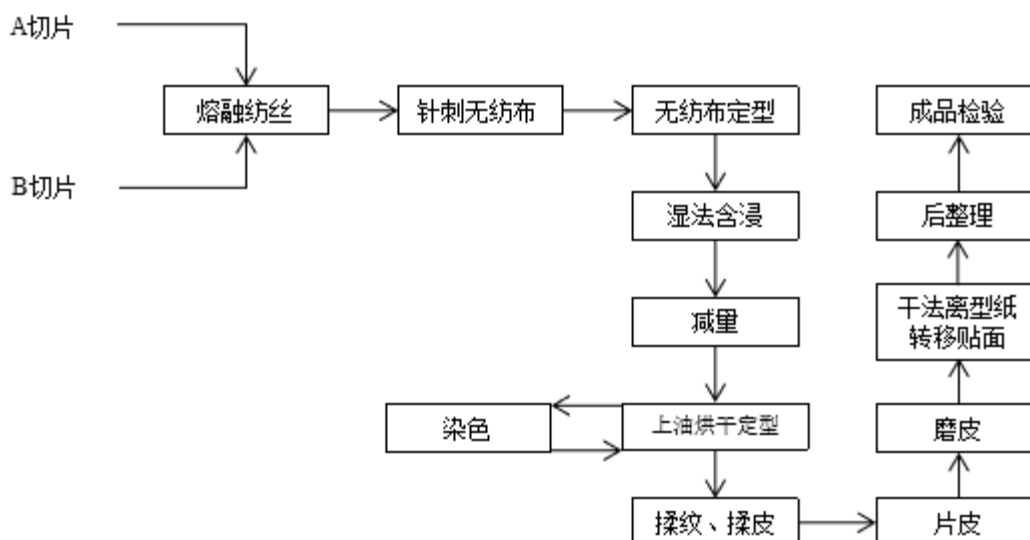 A切片
熔融纺丝
针刺无纺布
无纺布定型
成品检验
B切片
湿法含浸
后整理
减量
干法离型纸
转移贴面
染色
上油烘干定型
磨皮
揉纹、揉皮
片皮